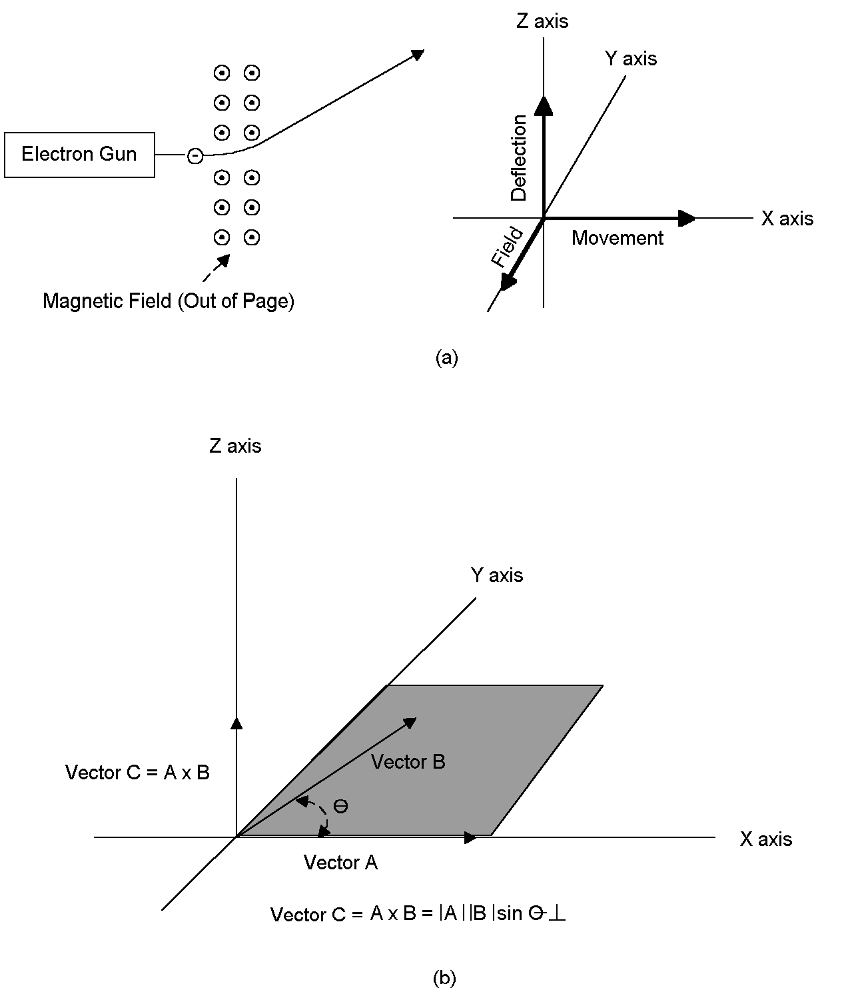 Z axis
Y axis
Electron Gun
-
Deflection
X axis
Movement
Field
Magnetic Field (Out of Page)
(a)
Z axis
Y axis
Vector B
Vector C = A x B
Θ
X axis
Vector A
Vector C = A x B = |A||B|sin Θ ⊥
(b)